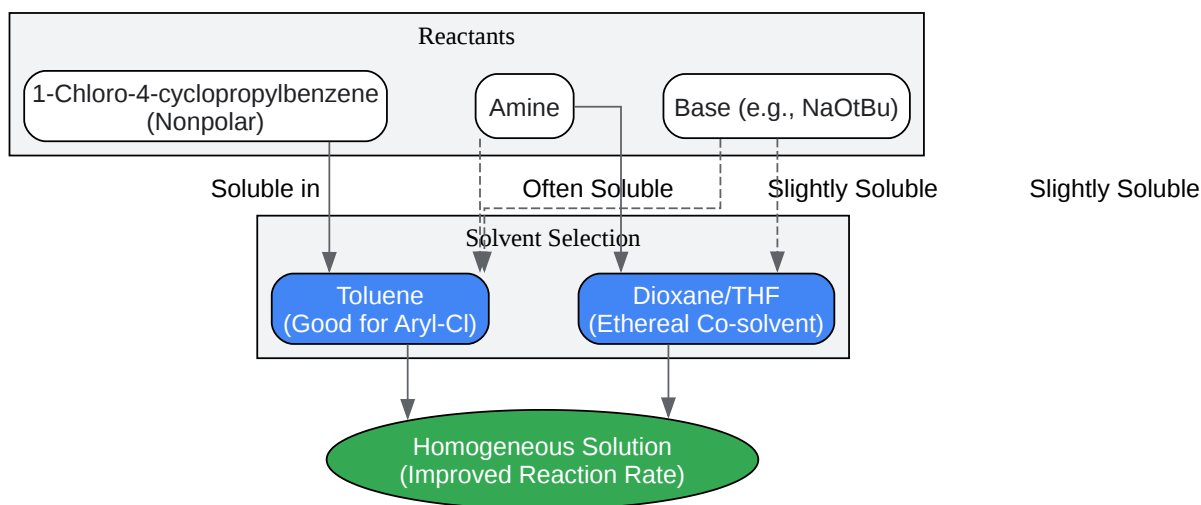 Reactants
1-Chloro-4-cyclopropylbenzene
(Nonpolar)
Amine
Base (e.g., NaOtBu)
Soluble in
Often Soluble
Slightly Soluble
Slightly Soluble
Solvent Selection
Toluene
(Good for Aryl-Cl)
Dioxane/THF
(Ethereal Co-solvent)
Homogeneous Solution
(Improved Reaction Rate)